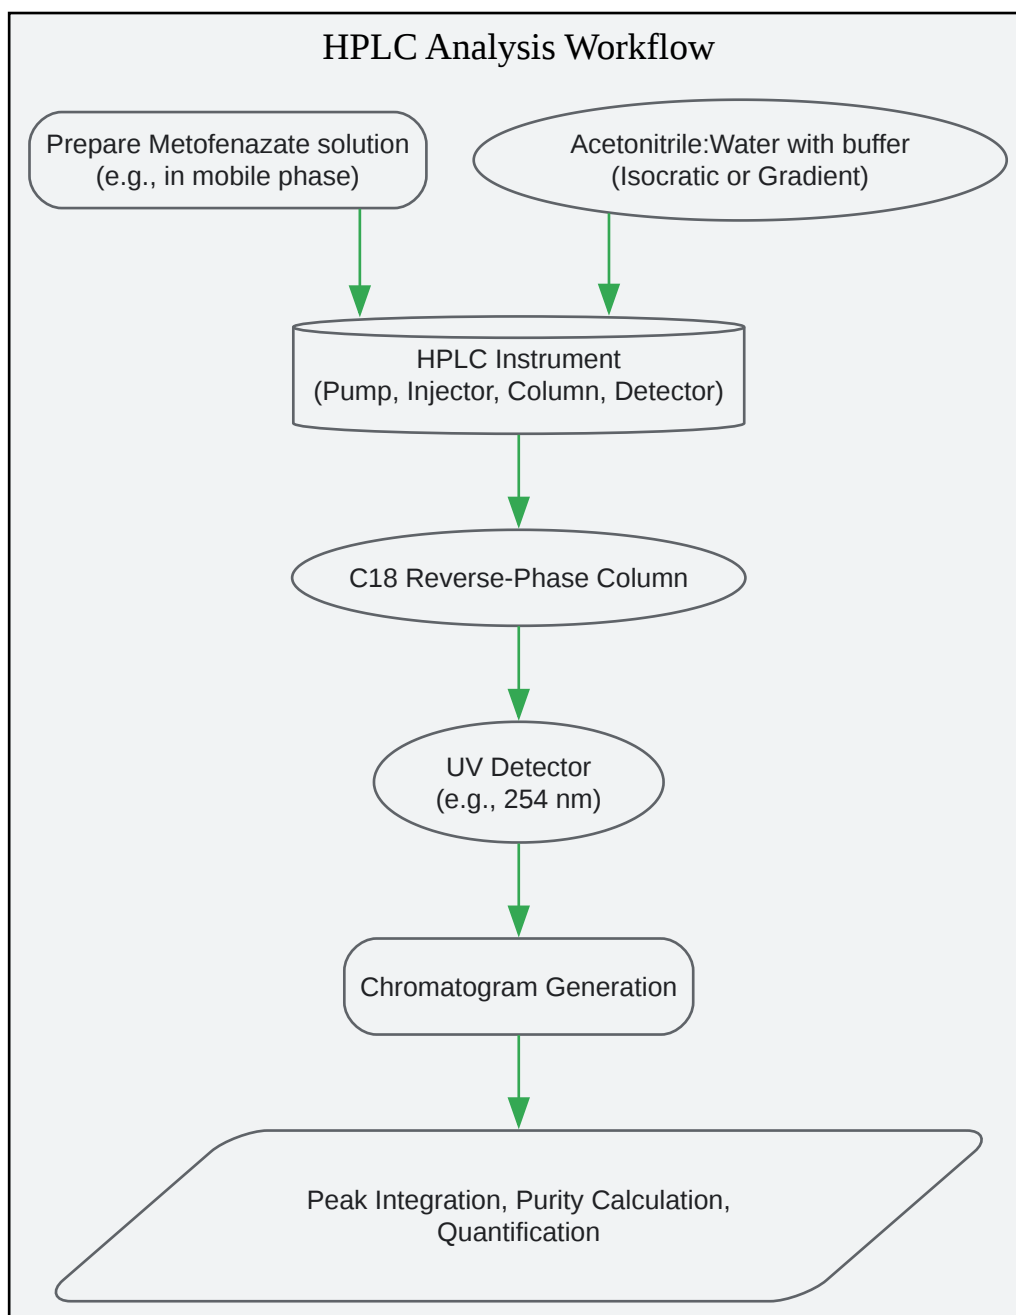 HPLC Analysis Workflow
Prepare Metofenazate solution
(e.g., in mobile phase)
Acetonitrile:Water with buffer
(Isocratic or Gradient)
HPLC Instrument
(Pump, Injector, Column, Detector)
C18 Reverse-Phase Column
UV Detector
(e.g., 254 nm)
Chromatogram Generation
Peak Integration, Purity Calculation,
Quantification